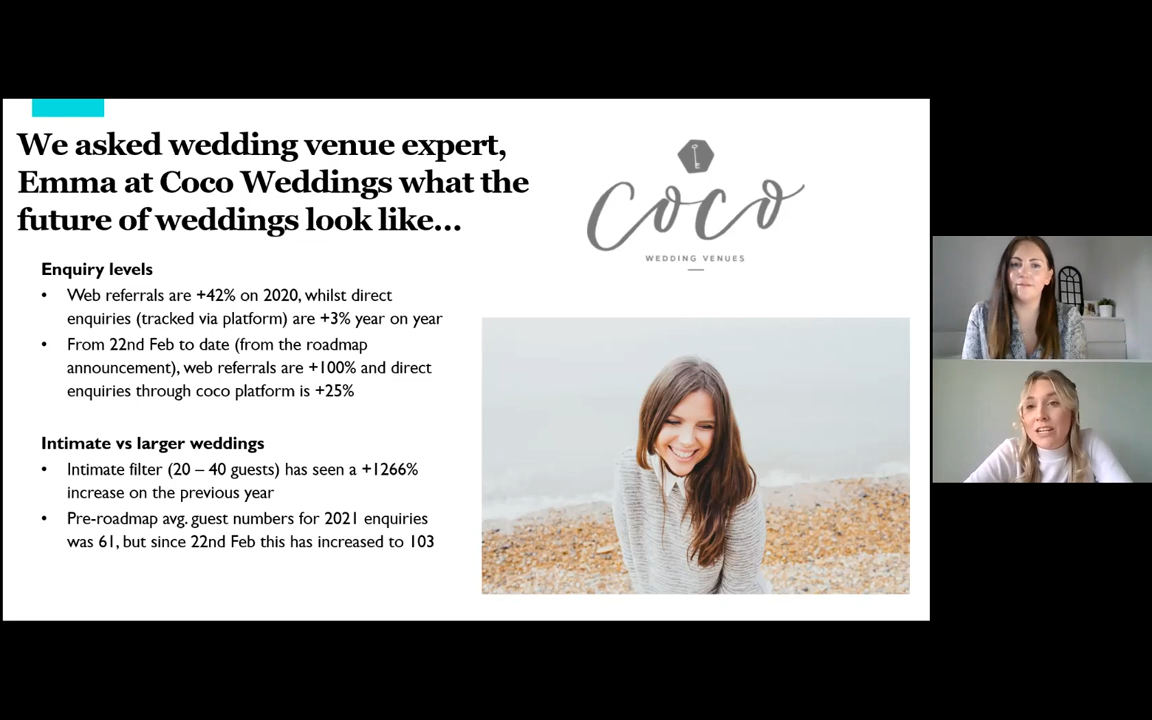 We asked wedding venue expert,
Emma at Coco Weddings what the
future of weddings look like...
coco
WEDDING VENUES
Enquiry levels
• Web referrals are +42% on 2020, whilst direct
enquiries (tracked via platform) are +3% year on year
• From 22nd Feb to date (from the roadmap
announcement), web referrals are +100% and direct
enquiries through coco platform is +25%
Intimate vs larger weddings
• Intimate filter (20 – 40 guests) has seen a +1266%
increase on the previous year
• Pre-roadmap avg. guest numbers for 2021 enquiries
was 61, but since 22nd Feb this has increased to 103